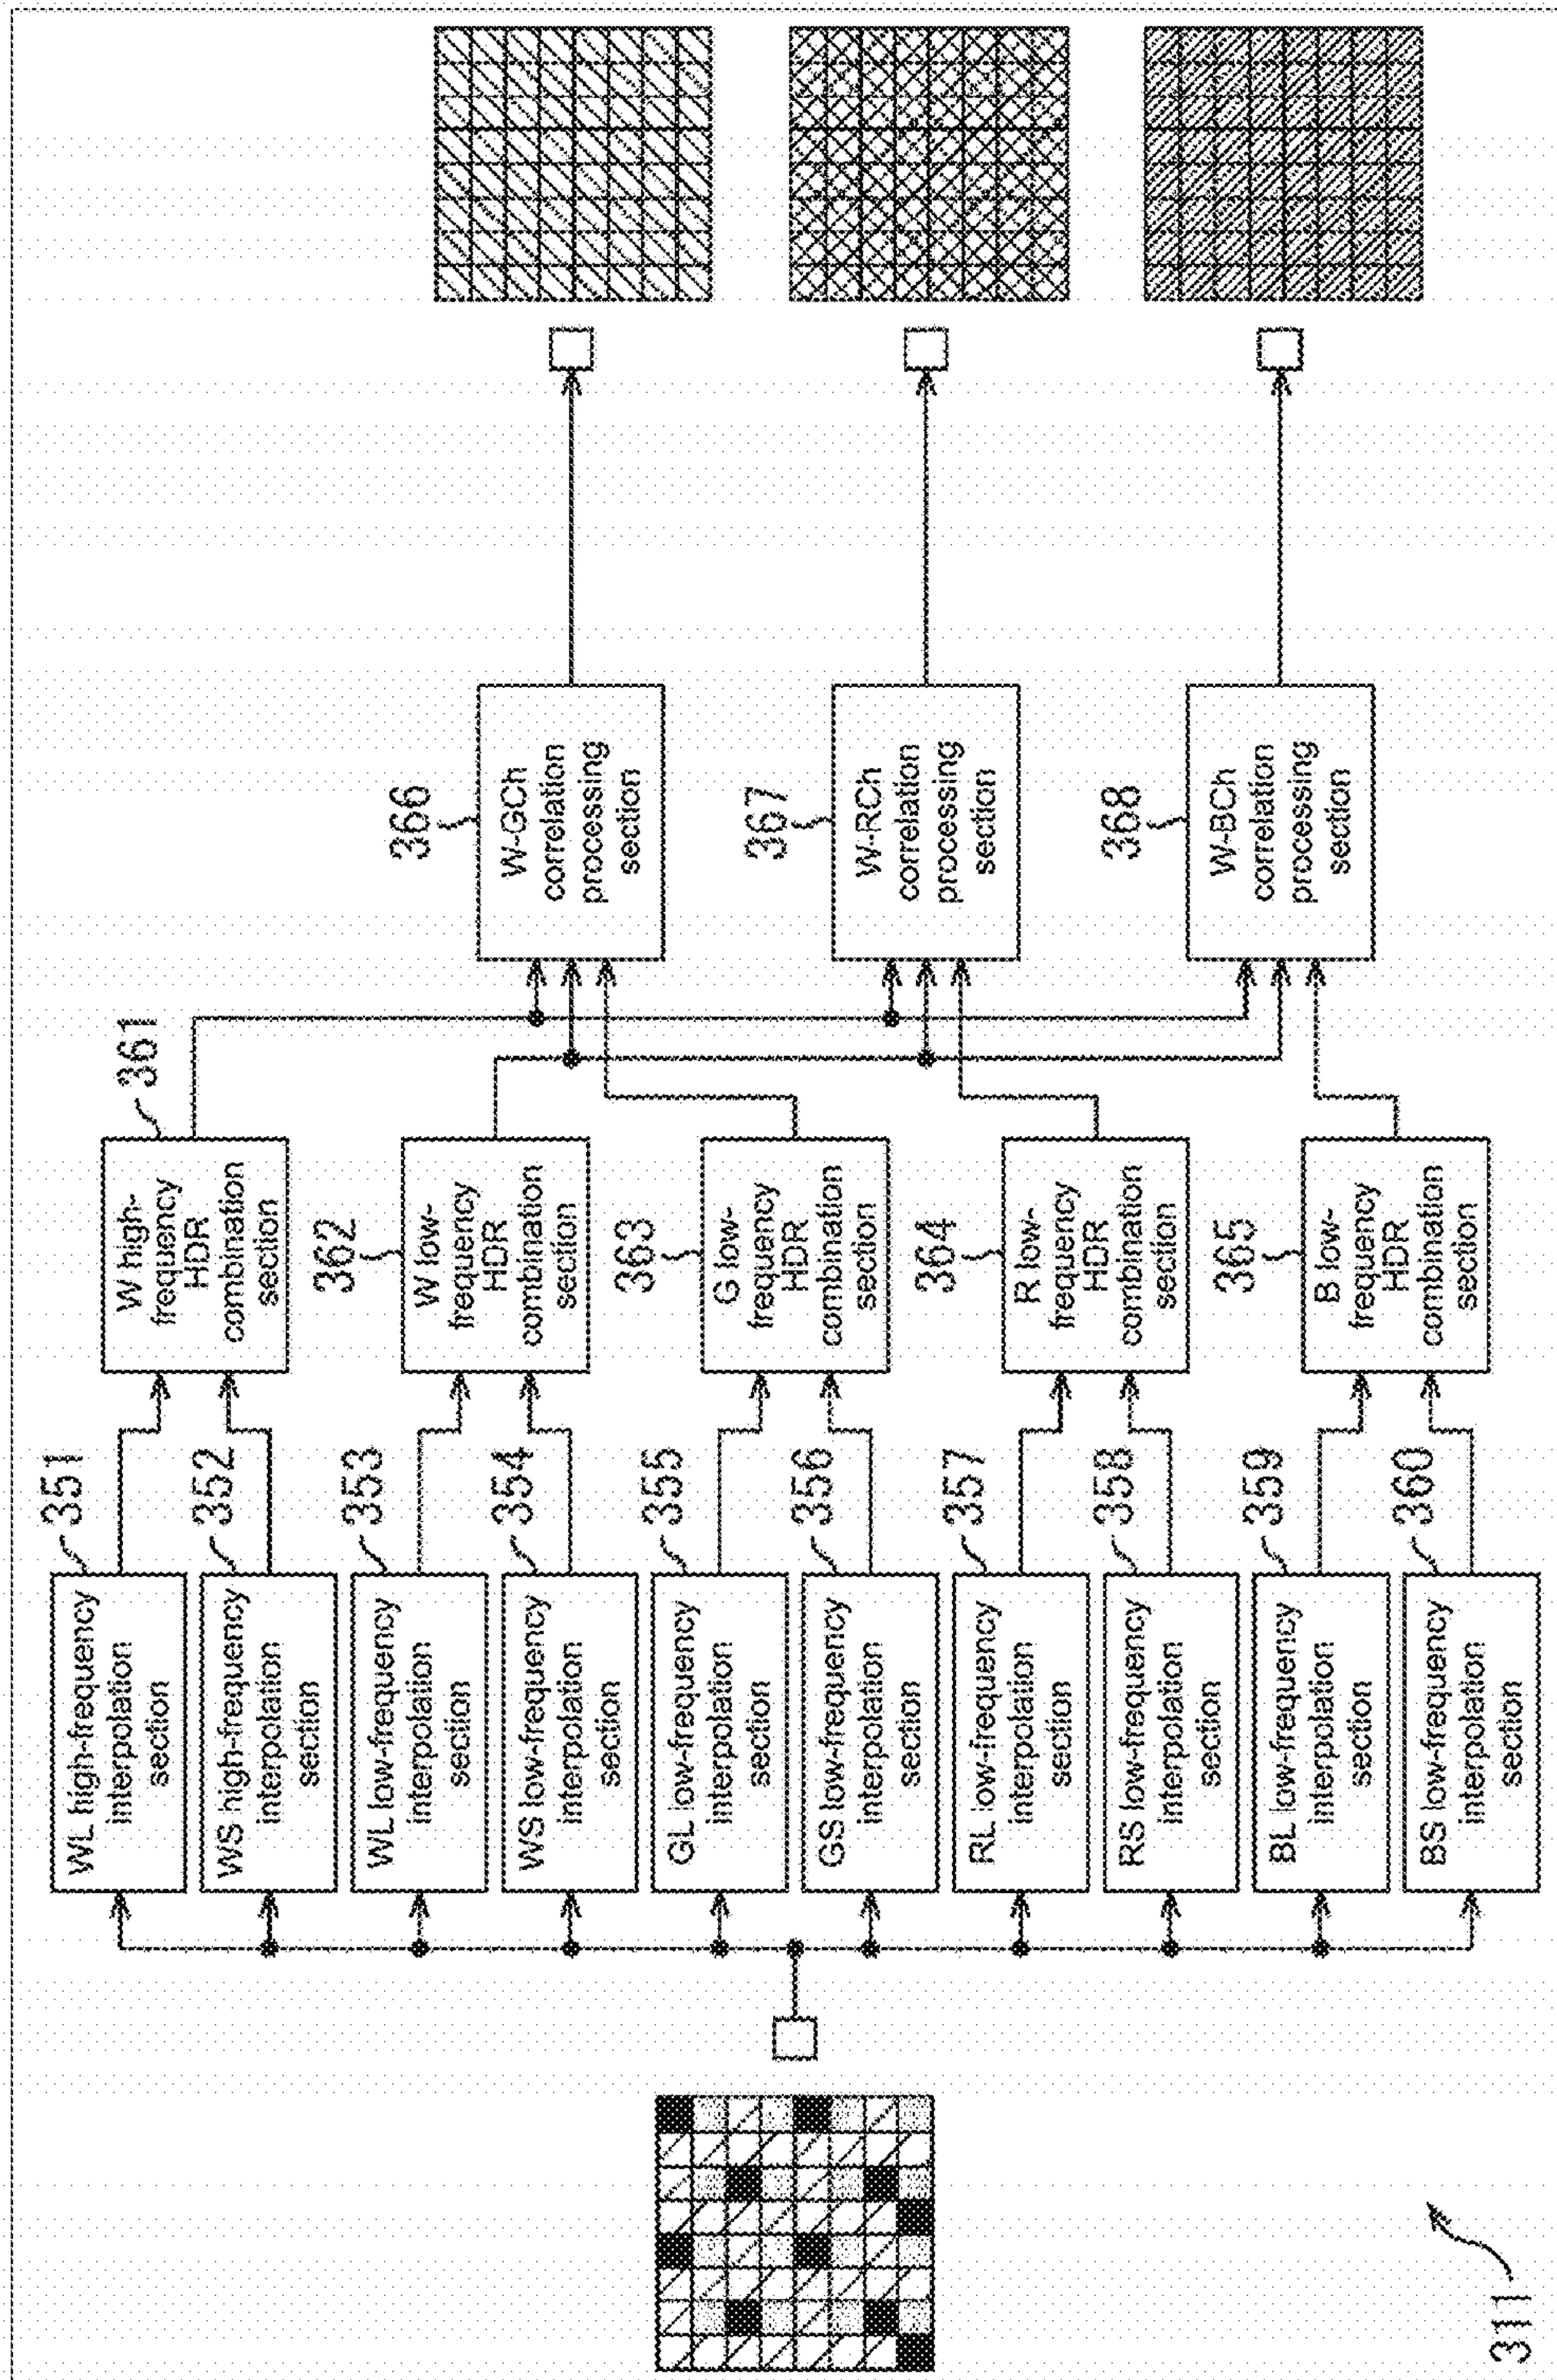 351
WL high-frequency
interpolation
section
352
WS high-frequency
interpolation
section
353
WL low-frequency
interpolation
section
354
WS low-frequency
interpolation
section
355
GL low-frequency
interpolation
section
356
GS low-frequency
interpolation
section
357
RL low-frequency
interpolation
section
358
RS low-frequency
interpolation
section
359
BL low-frequency
interpolation
section
360
BS low-frequency
interpolation
section
361
W high-
frequency
HDR
combination
section
362
W low-
frequency
HDR
combination
section
363
G low-
frequency
HDR
combination
section
364
R low-
frequency
HDR
combination
section
365
B low-
frequency
HDR
combination
section
366
W-GCh
correlation
processing
section
367
W-RCh
correlation
processing
section
368
W-BCh
correlation
processing
section
311